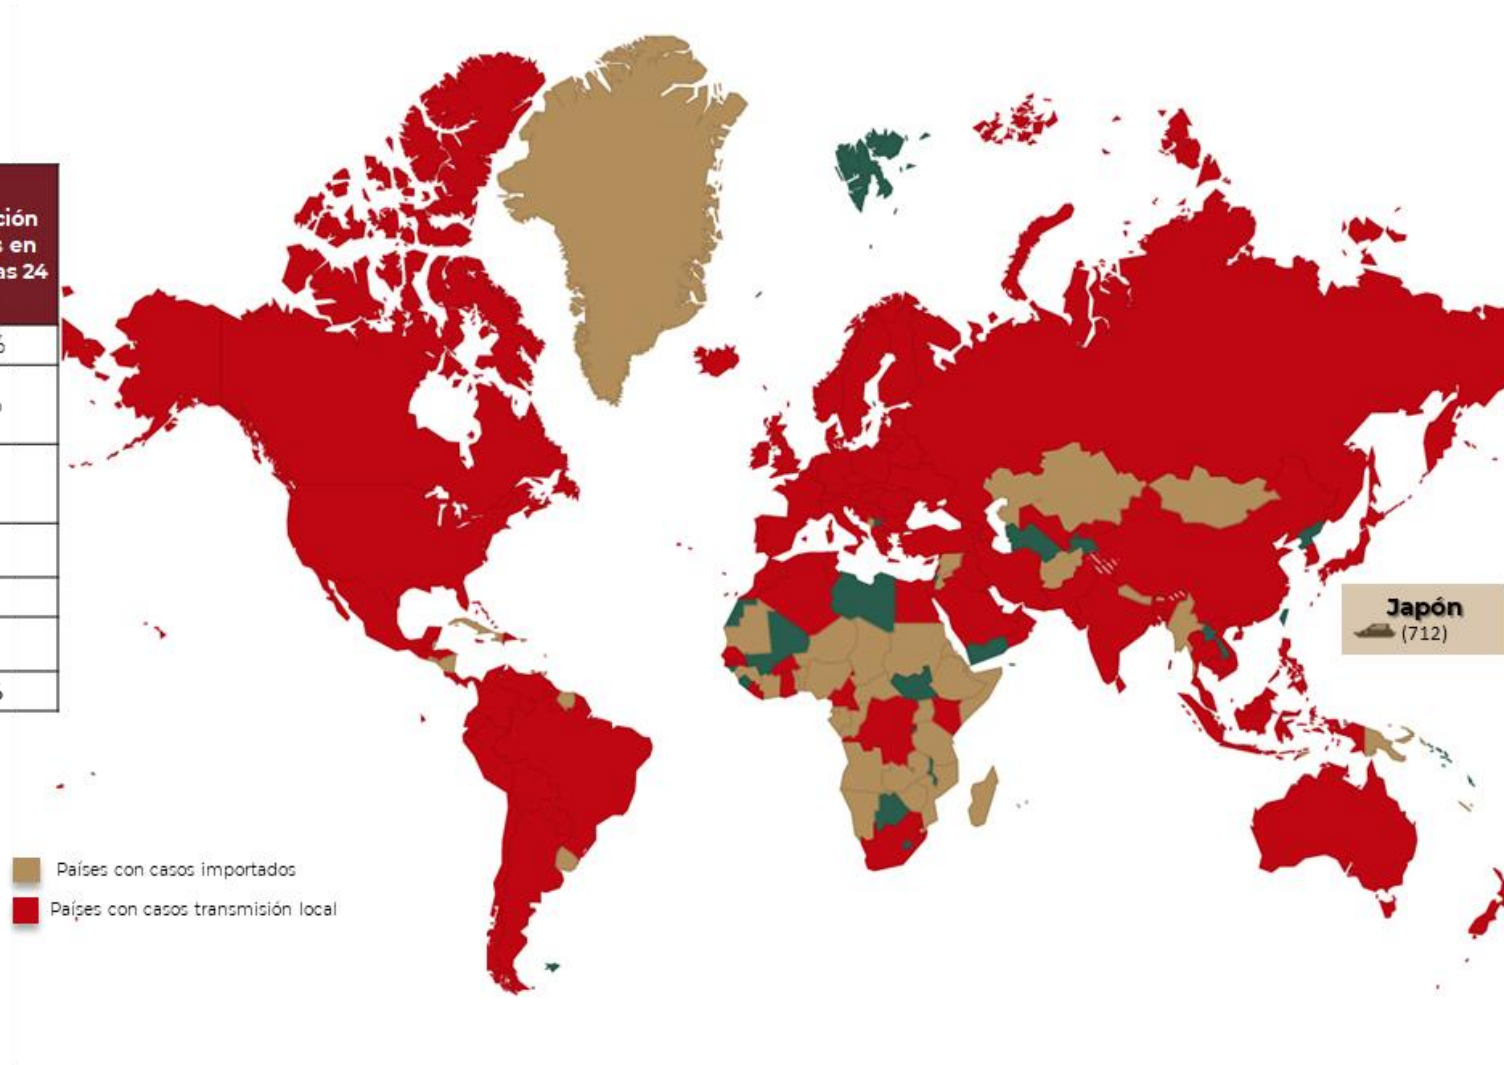 ción
s en
as 24
%
Japón
(712)
Países con casos importados
Países con casos transmisión local